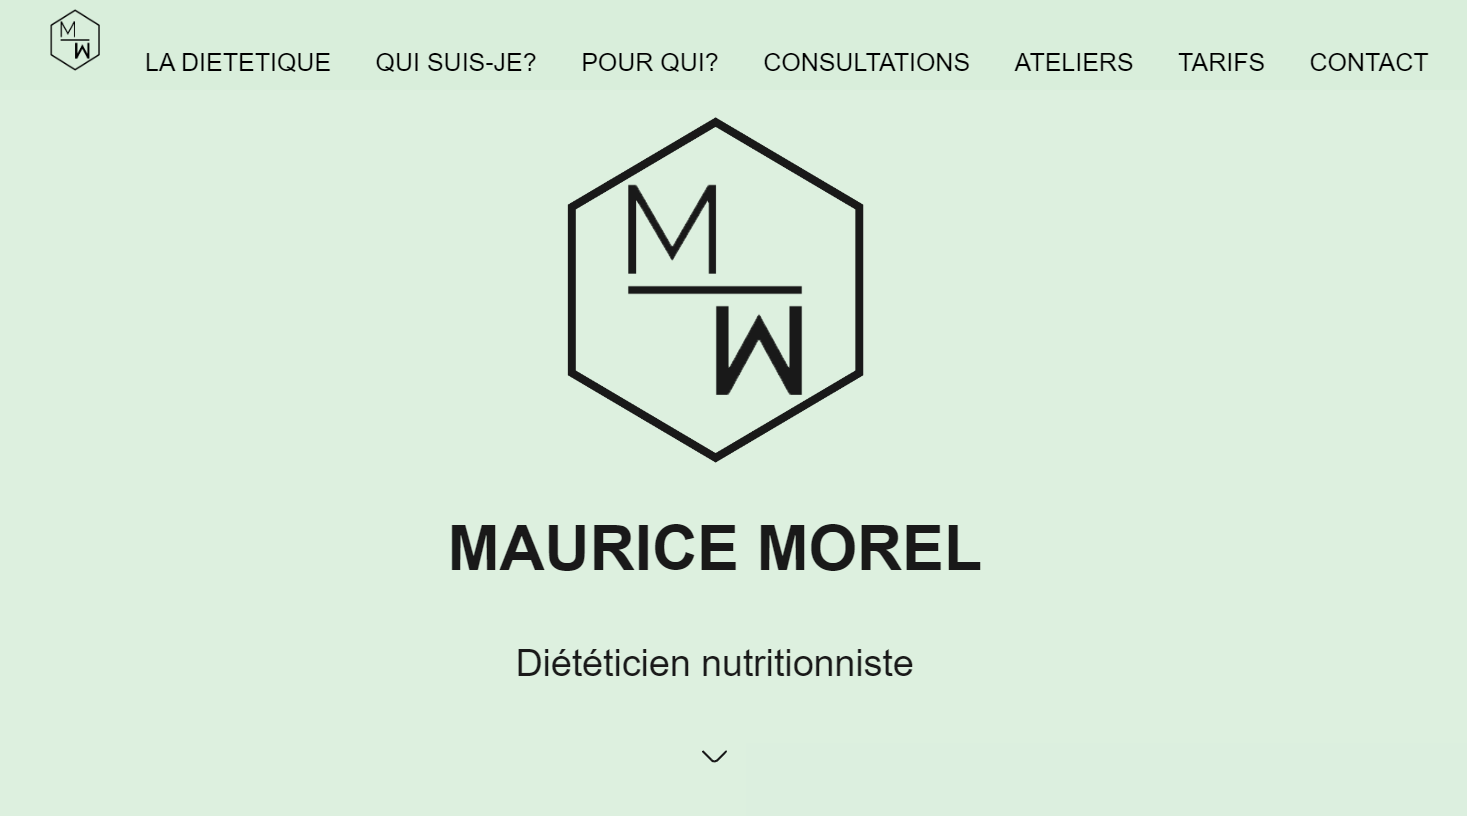 M
M
LA DIETETIQUE QUI SUIS-JE? POUR QUI? CONSULTATIONS ATELIERS TARIFS CONTACT
M
M
MAURICE MOREL
Diététicien nutritionniste